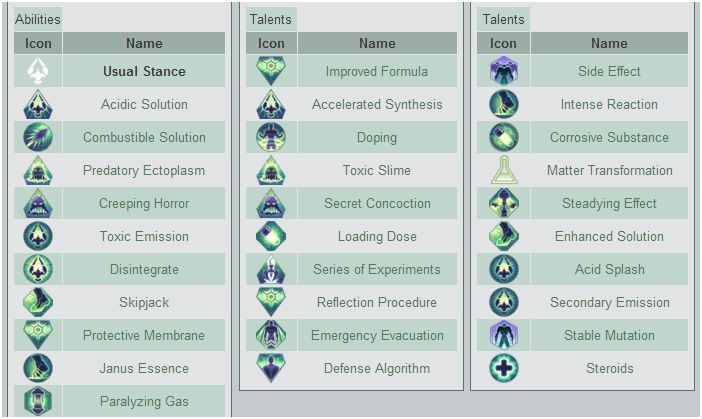 Abilities
Icon Name
Usual Stance
Acidic Solution
Combustible Solution
Predatory Ectoplasm
Creeping Horror
Toxic Emission
Disintegrate
Skipjack
Protective Membrane
Janus Essence
Paralyzing Gas
Talents
Icon Name
Improved Formula
Accelerated Synthesis
Doping
Toxic Slime
Secret Concoction
Loading Dose
Series of Experiments
Reflection Procedure
Emergency Evacuation
Defense Algorithm
Talents
Icon Name
Side Effect
Intense Reaction
Corrosive Substance
Matter Transformation
Steadying Effect
Enhanced Solution
Acid Splash
Secondary Emission
Stable Mutation
Steroids